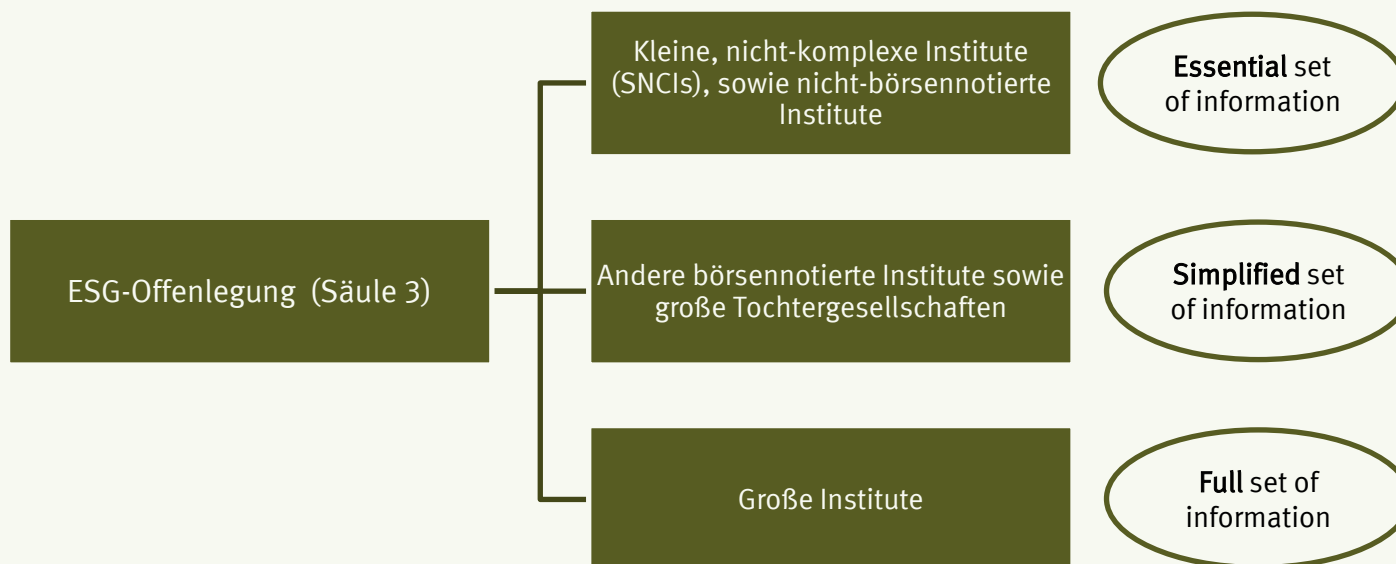 Kleine, nicht-komplexe Institute
(SNCIs), sowie nicht-börsennotierte
Institute
Essential set
of information
ESG-Offenlegung (Säule 3)
Andere börsennotierte Institute sowie
große Tochtergesellschaften
Simplified set
of information
Große Institute
Full set of
information